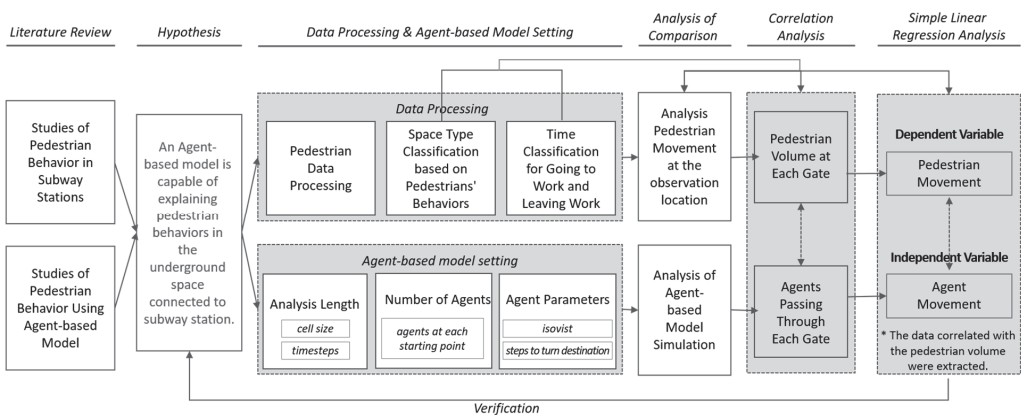 Literature Review
Hypothesis
Data Processing & Agent-based Model Setting
Analysis of
Comparison
Correlation
Analysis
Simple Linear
Regression Analysis
Studies of
Pedestrian
Behavior in
Subway
Stations
Studies of
Pedestrian
Behavior Using
Agent-based
Model
An Agent-
based model is
capable of
explaining
pedestrian
behaviors in
the
underground
space
connected to
subway station.
Data Processing
Pedestrian
Data
Processing
Space Type
Classification
based on
Pedestrians'
Behaviors
Time
Classification
for Going to
Work and
Leaving Work
Agent-based model setting
Analysis Length
cell size
timesteps
Number of Agents
agents at each
starting point
Agent Parameters
isovist
steps to turn destination
Analysis
Pedestrian
Movement
at the
observation
location
Analysis of
Agent-
based
Model
Simulation
Pedestrian
Volume at
Each Gate
Agents
Passing
Through
Each Gate
Dependent Variable
Pedestrian
Movement
Independent Variable
Agent
Movement
* The data correlated with
the pedestrian volume
were extracted.
Verification